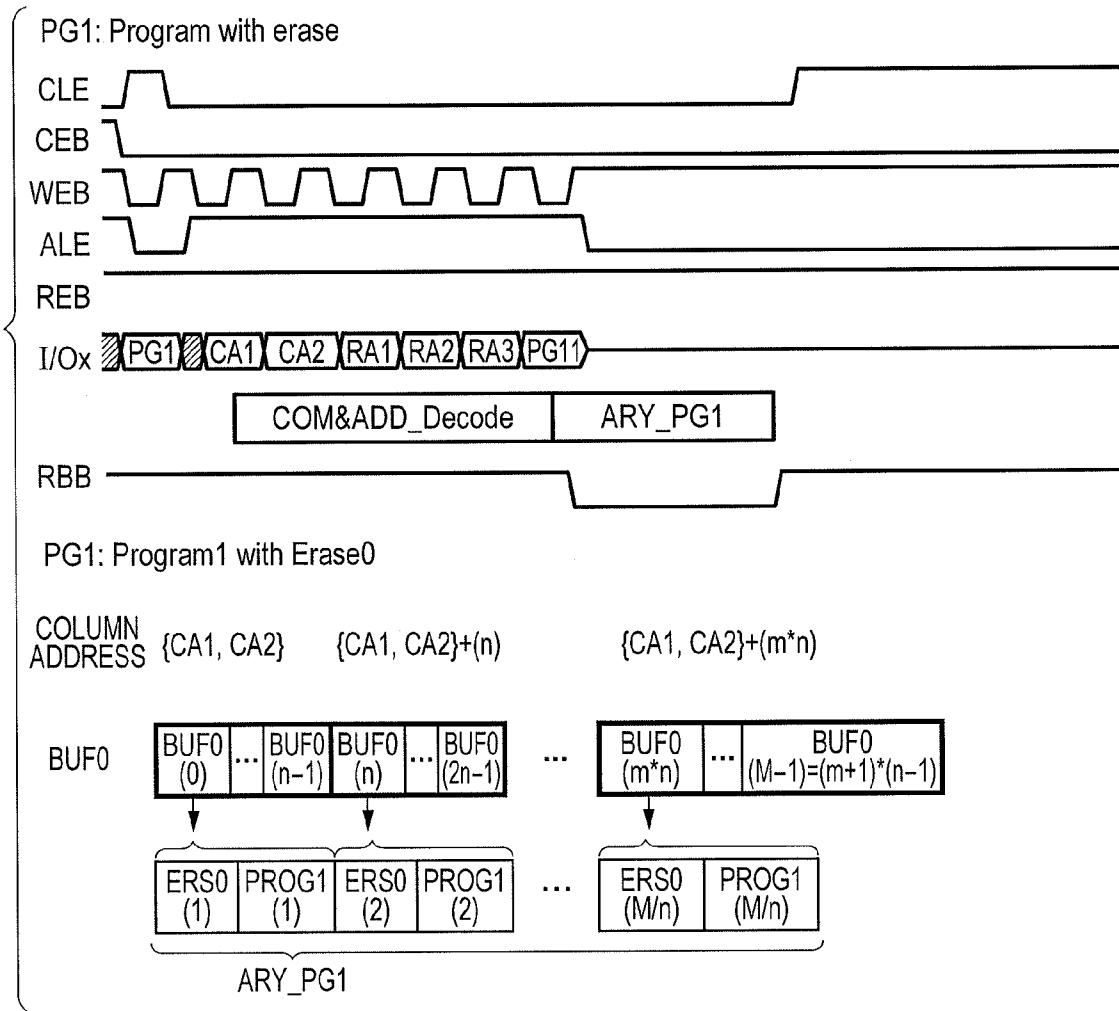 PG1: Program with erase
CLE
CEB
WEB
ALE
REB
I/Ox PG1 CA1 CA2 RA1 RA2 RA3 PG11
COM&ADD_Decode ARY_PG1
RBB
PG1: Program1 with Erase0
COLUMN
ADDRESS {CA1, CA2} {CA1, CA2}+(n) {CA1, CA2}+(m*n)
BUF0 BUF0 ... BUF0 BUF0 ... BUF0 ... BUF0 ... BUF0
(0) (n−1) (n) (2n−1) (m*n) (M−1)=(m+1)*(n−1)
ERS0 PROG1 ERS0 PROG1 ... ERS0 PROG1
(1) (1) (2) (2) (M/n) (M/n)
ARY_PG1